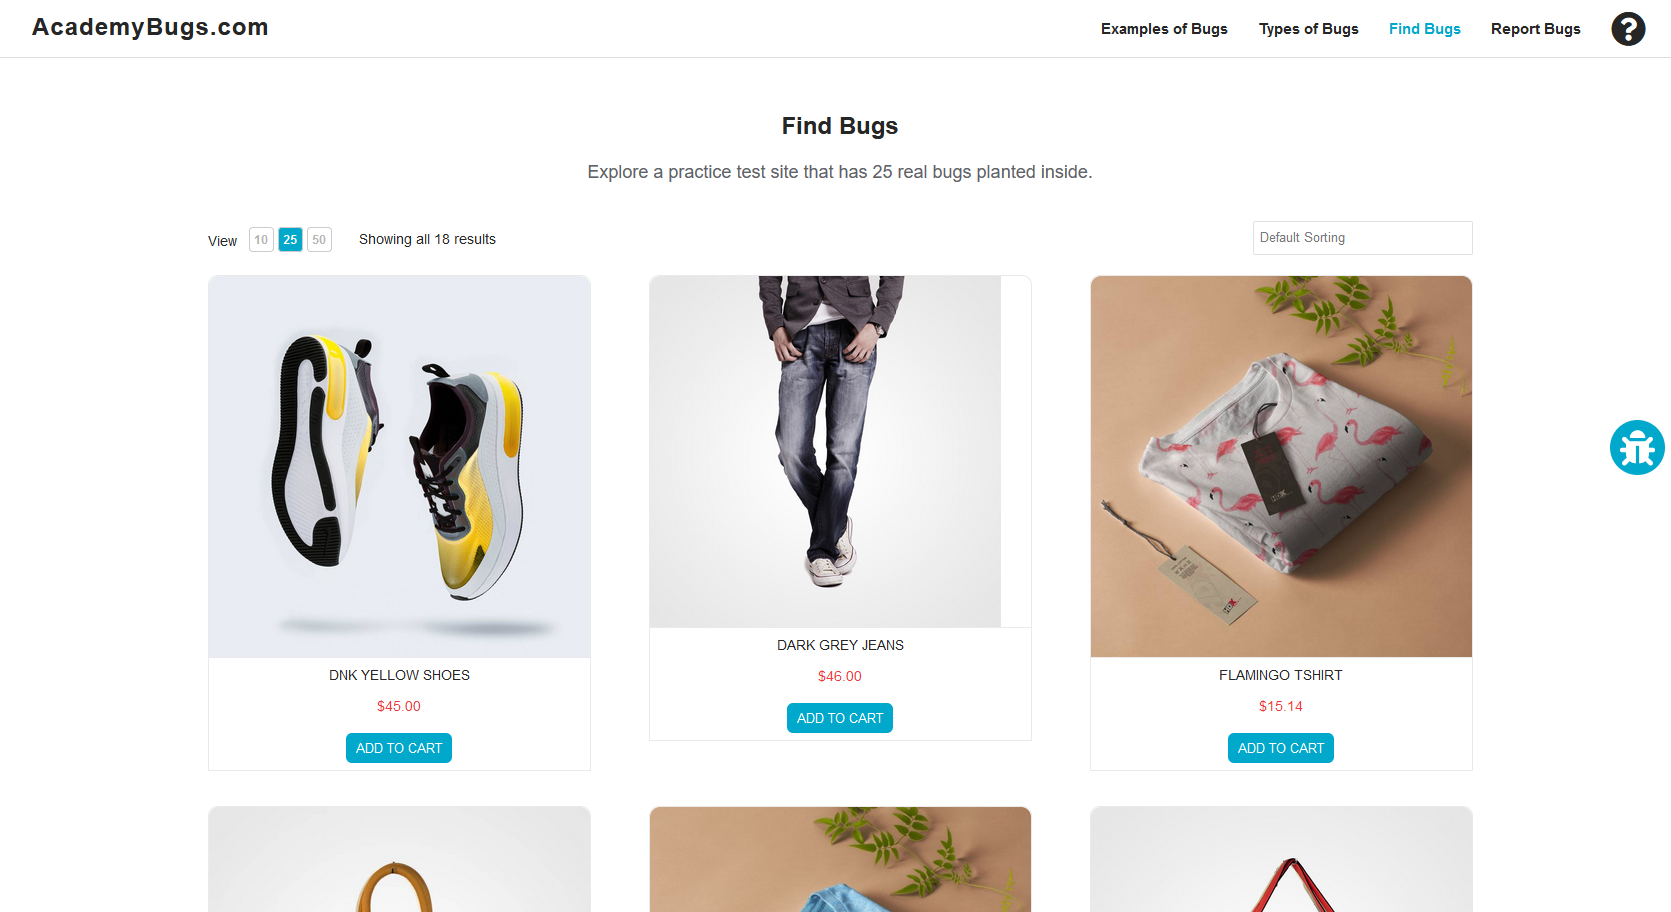 AcademyBugs.com
Examples of Bugs Types of Bugs Find Bugs Report Bugs ?
Find Bugs
Explore a practice test site that has 25 real bugs planted inside.
View 10 25 50 Showing all 18 results
Default Sorting
DNK YELLOW SHOES
$45.00
ADD TO CART
DARK GREY JEANS
$46.00
ADD TO CART
FLAMINGO TSHIRT
$15.14
ADD TO CART